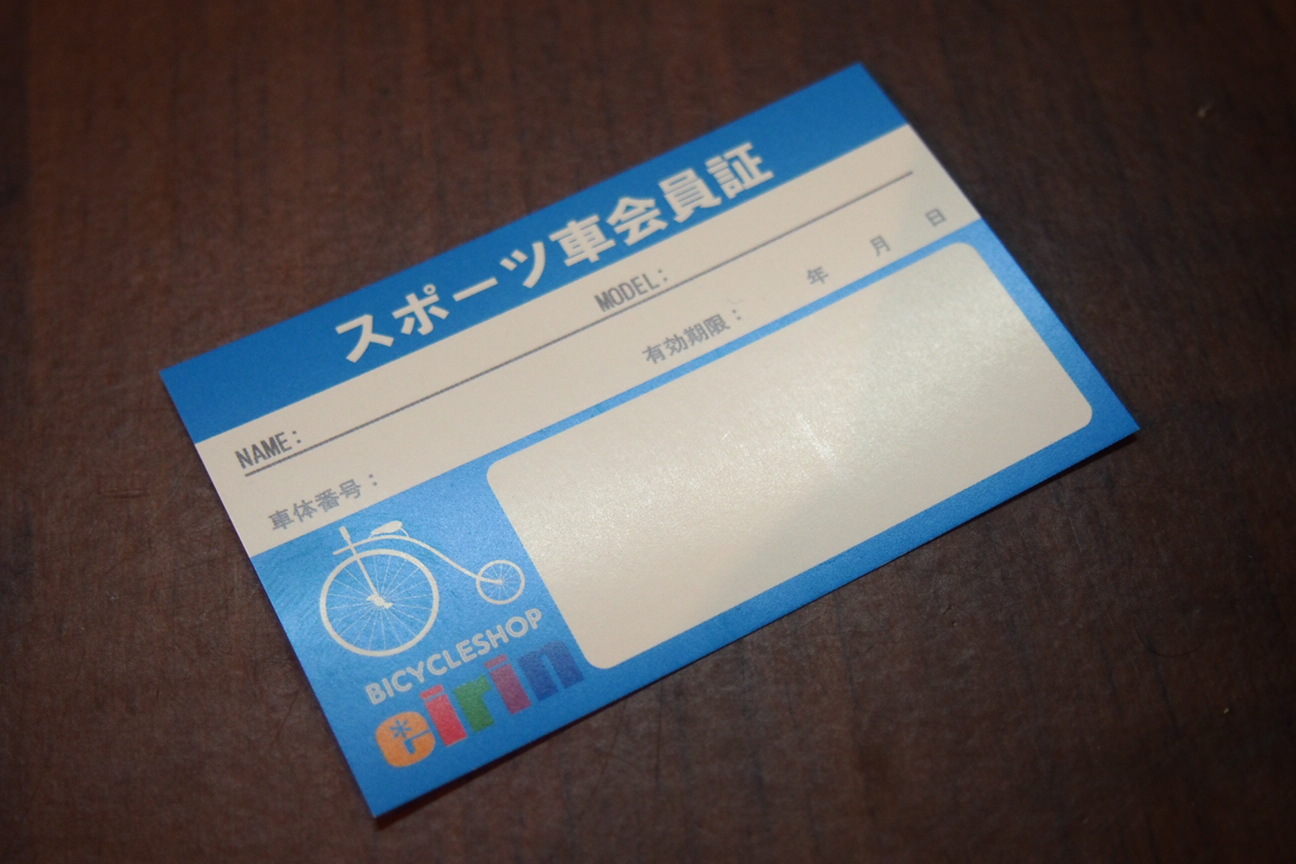 スポーツ車会員証
NAME: MODEL:
車体番号: 有効期限: 年 月 日
BICYCLESHOP
eirin